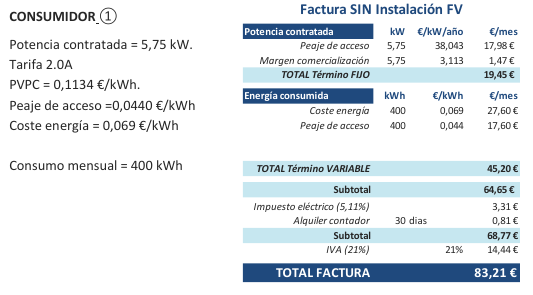 CONSUMIDOR 1
Potencia contratada = 5,75 kW.
Tarifa 2.0A
PVPC = 0,1134 €/kWh.
Peaje de acceso =0,0440 €/kWh
Coste energía = 0,069 €/kWh
Consumo mensual = 400 kWh
Factura SIN Instalación FV
Potencia contratada kW €/kW/año €/mes
Peaje de acceso 5,75 38,043 17,98 €
Margen comercialización 5,75 3,113 1,47 €
TOTAL Término FIJO 19,45 €
Energía consumida kWh €/kWh €/mes
Coste energía 400 0,069 27,60 €
Peaje de acceso 400 0,044 17,60 €
TOTAL Término VARIABLE 45,20 €
Subtotal 64,65 €
Impuesto eléctrico (5,11%) 3,31 €
Alquiler contador 30 dias 0,81 €
Subtotal 68,77 €
IVA (21%) 21% 14,44 €
TOTAL FACTURA 83,21 €